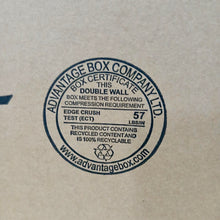 ADVANTAGE BOX COMPANY LTD.
BOX CERTIFICATE
THIS
DOUBLE WALL
BOX MEETS THE FOLLOWING
COMPRESSION REQUIREMENT
EDGE CRUSH
TEST (ECT)
57
LBS/IN
THIS PRODUCT CONTAINS
RECYCLED CONTENT AND
IS 100% RECYCLABLE
www.advantagebox.com